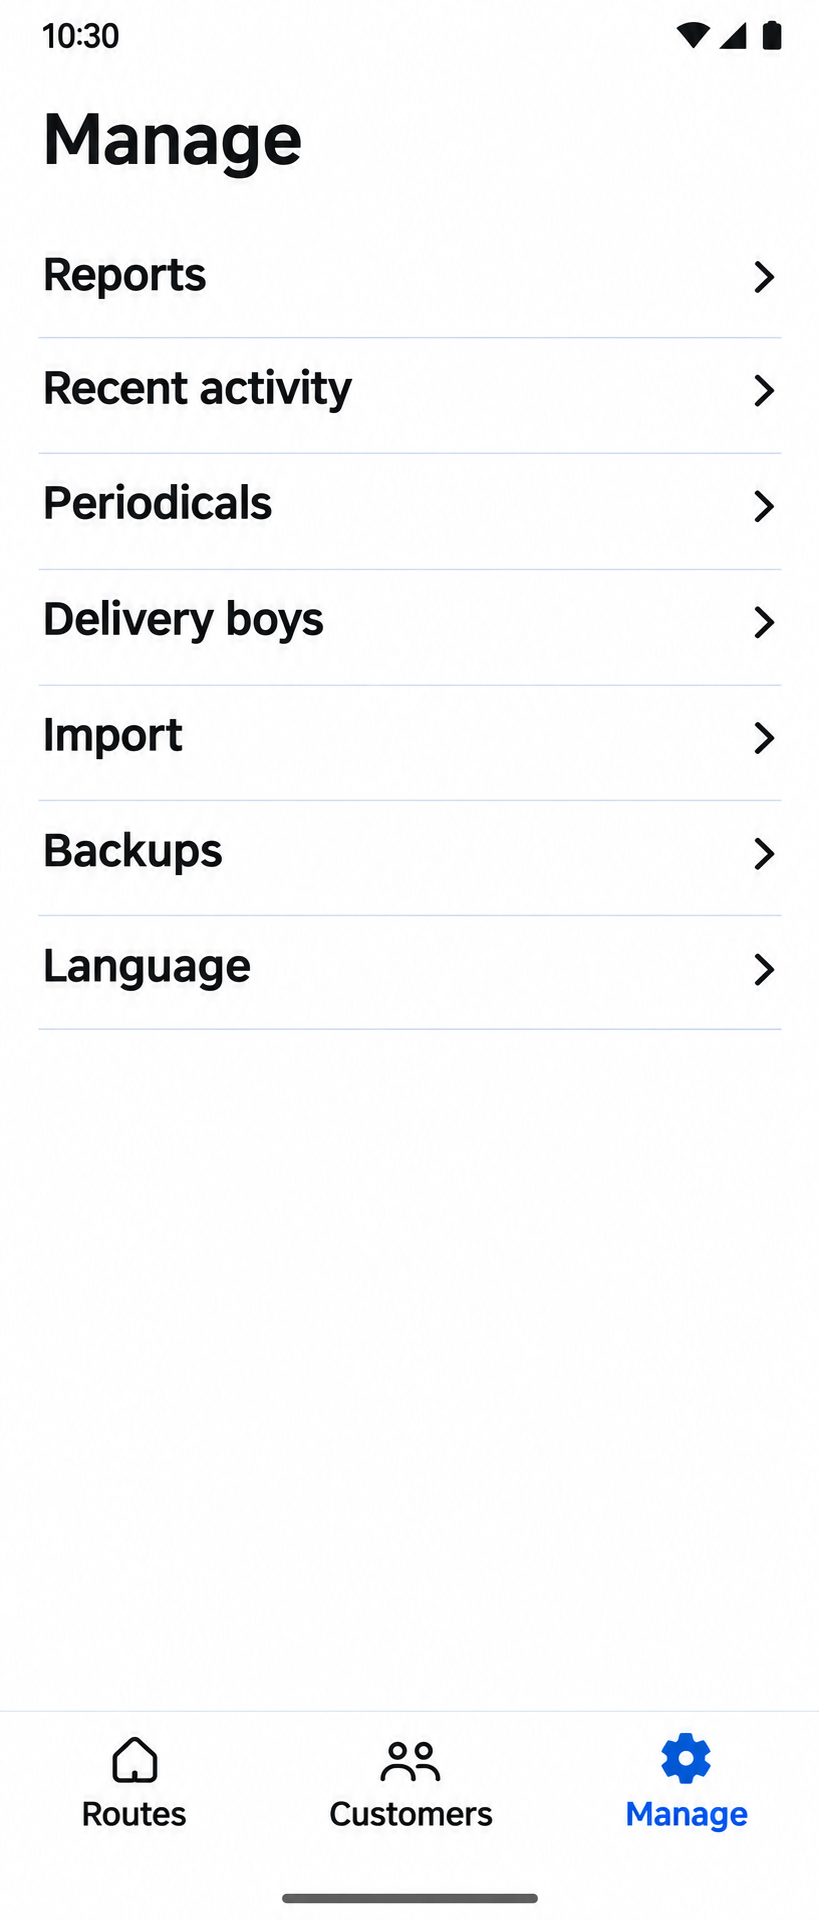 10:30
Manage
Reports
Recent activity
Periodicals
Delivery boys
Import
Backups
Language
Routes
Customers
Manage